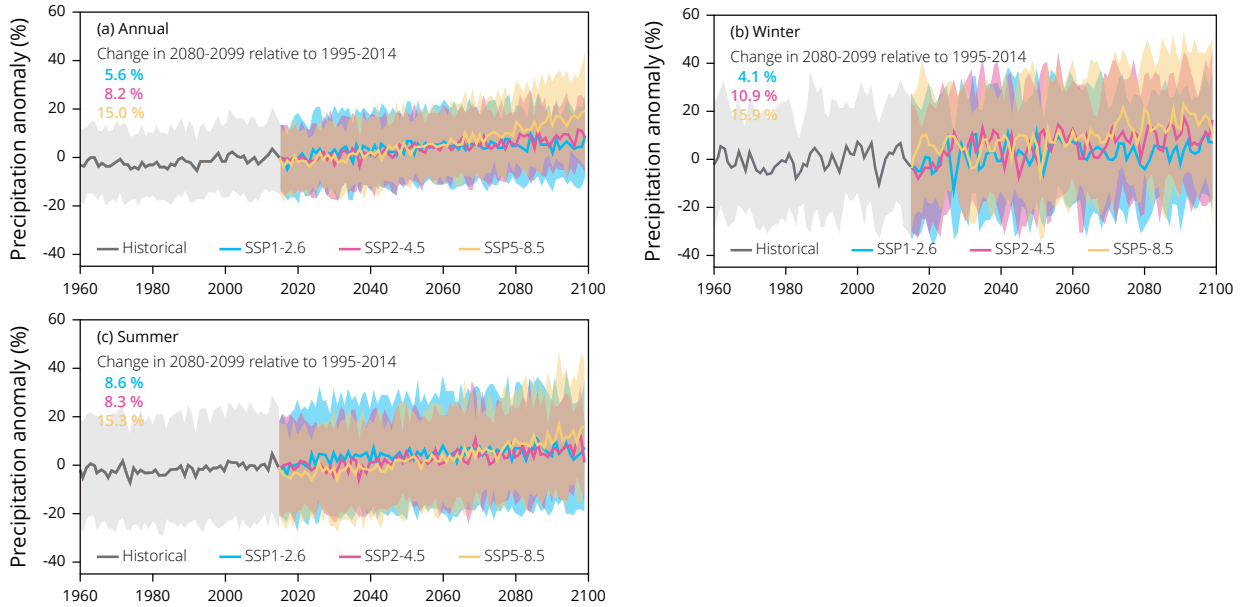 (a) Annual
Change in 2080-2099 relative to 1995-2014
5.6 %
8.2 %
15.0 %
Precipitation anomaly (%)
60
40
20
0
-20
-40
Historical SSP1-2.6 SSP2-4.5 SSP5-8.5
1960 1980 2000 2020 2040 2060 2080 2100
(b) Winter
Change in 2080-2099 relative to 1995-2014
4.1 %
10.9 %
15.9 %
Precipitation anomaly (%)
60
40
20
0
-20
-40
Historical SSP1-2.6 SSP2-4.5 SSP5-8.5
1960 1980 2000 2020 2040 2060 2080 2100
(c) Summer
Change in 2080-2099 relative to 1995-2014
8.6 %
8.3 %
15.3 %
Precipitation anomaly (%)
60
40
20
0
-20
-40
Historical SSP1-2.6 SSP2-4.5 SSP5-8.5
1960 1980 2000 2020 2040 2060 2080 2100